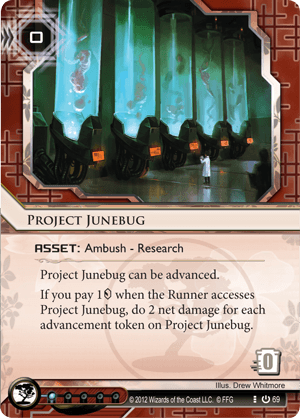 0
PROJECT JUNEBUG
ASSET: Ambush - Research
Project Junebug can be advanced.
If you pay 1 when the Runner accesses
Project Junebug, do 2 net damage for each
advancement token on Project Junebug.
0
Illus. Drew Whitmore
© 2012 Wizards of the Coast LLC. © FFG
69